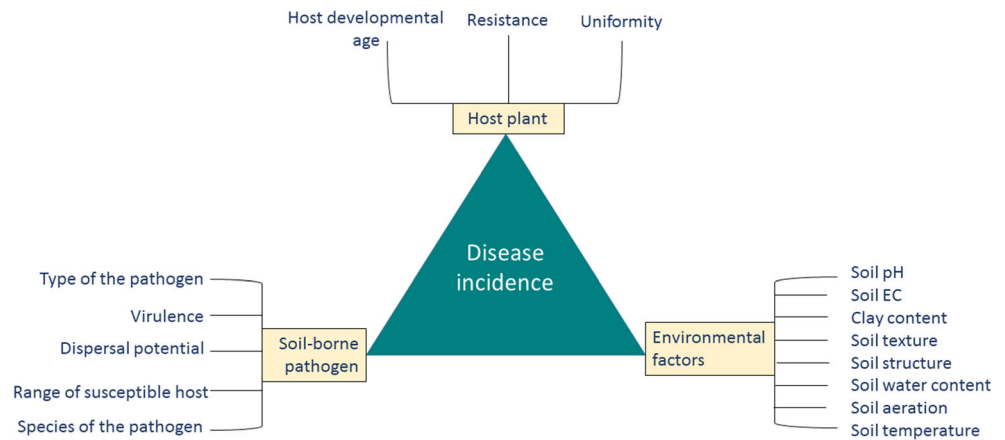 Host developmental
age
Resistance
Uniformity
Host plant
Disease
incidence
Type of the pathogen
Virulence
Dispersal potential
Range of susceptible host
Species of the pathogen
Soil-borne
pathogen
Environmental
factors
Soil pH
Soil EC
Clay content
Soil texture
Soil structure
Soil water content
Soil aeration
Soil temperature